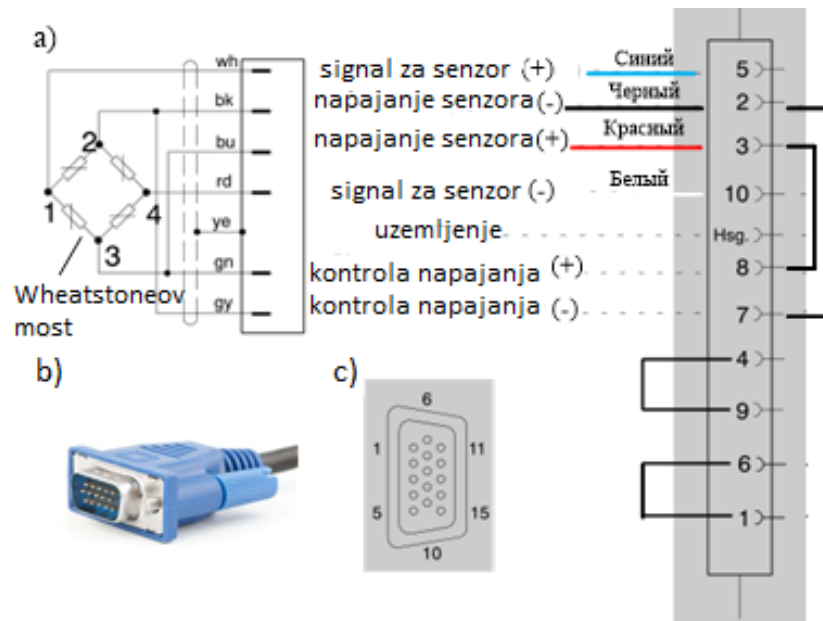 a)
wh
bk
bu
rd
ye
gn
gy
2
1
4
3
Wheatstoneov
most
signal za senzor (+)
napajanje senzora(-)
napajanje senzora(+)
signal za senzor (-)
uzemljenje
kontrola napajanja (+)
kontrola napajanja (-)
Синий
Черный
Красный
Белый
5
2
3
10
Hsg.
8
7
4
9
6
1
b)
c)
6
1
11
5
15
10